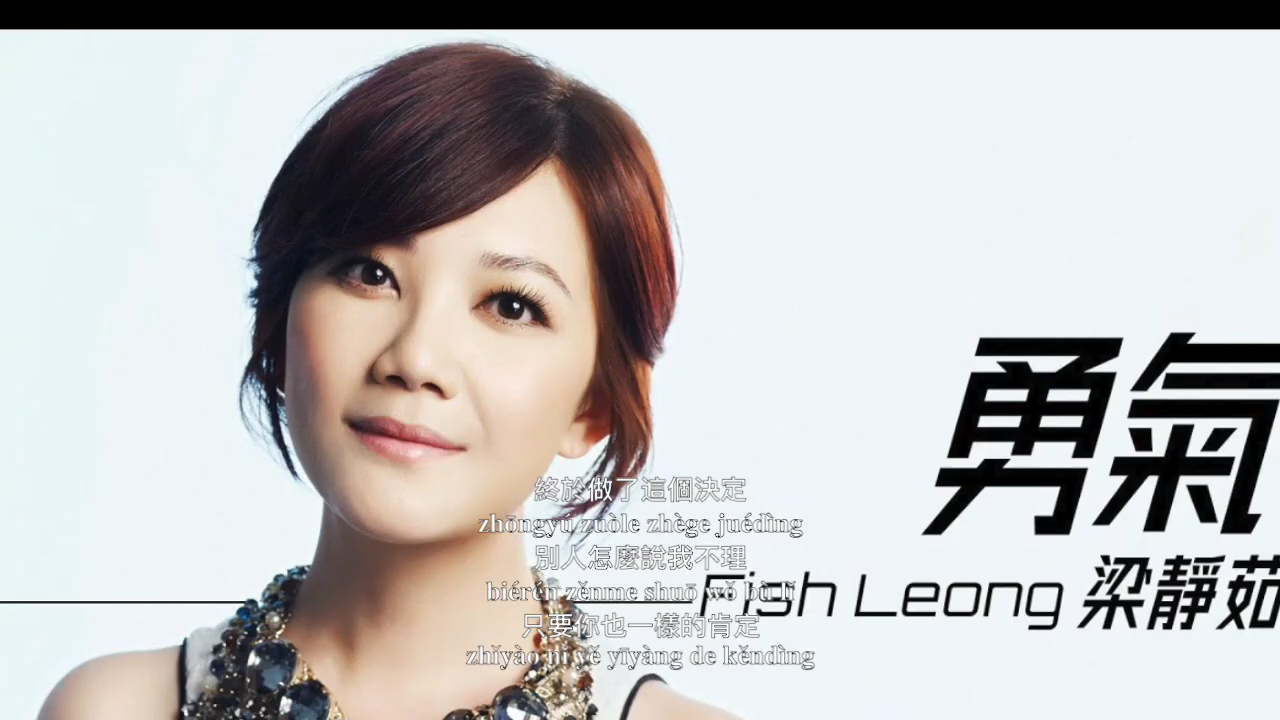 勇氣
Fish Leong 梁靜茹
終於做了這個決定
zhōngyú zuòle zhège juédìng
別人怎麼說我不理
biérén zěnme shuō wǒ bù lǐ
只要你也一樣的肯定
zhǐyào nǐ yě yīyàng de kěndìng